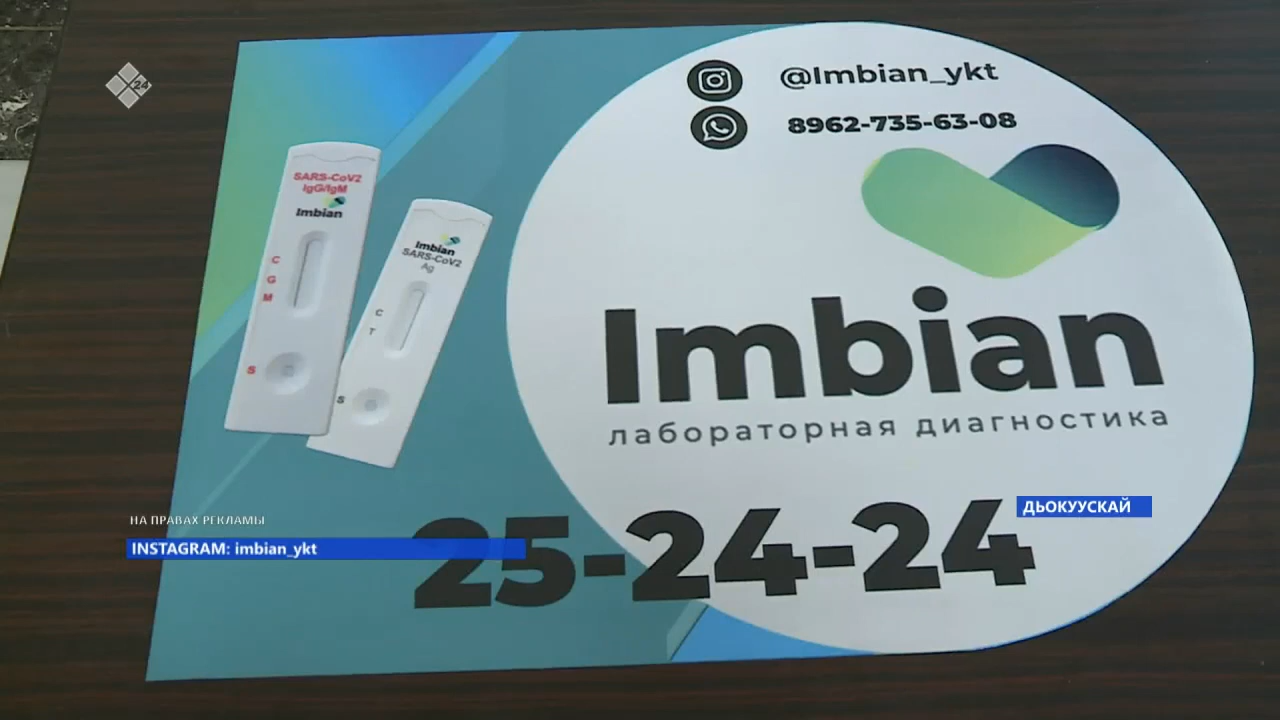 24
@Imbian_ykt
8962-735-63-08
SARS-CoV2
IgG/IgM
Imbian
C
G
M
S
Imbian
SARS-CoV2
Ag
C
T
S
Imbian
лабораторная диагностика
25-24-24
ДЬОКУУСКАЙ
НА ПРАВАХ РЕКЛАМЫ
INSTAGRAM: imbian_ykt